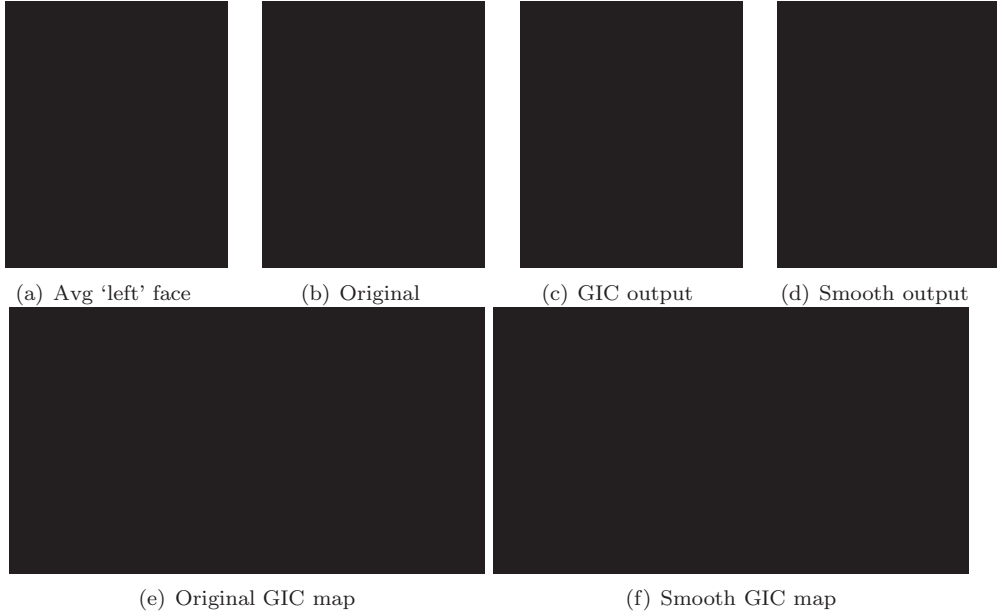 (a) Avg ‘left’ face
(b) Original
(c) GIC output
(d) Smooth output
(e) Original GIC map
(f) Smooth GIC map